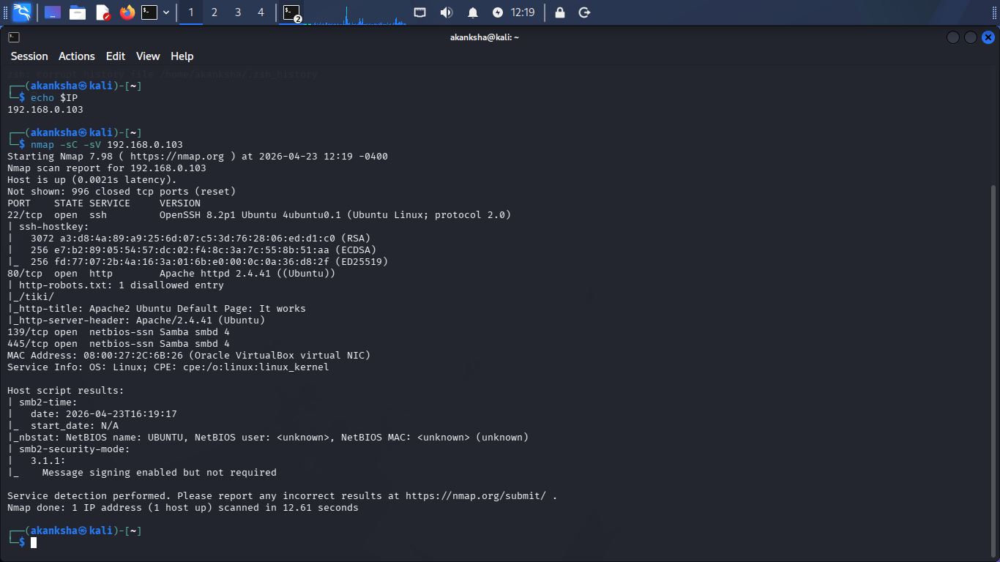 1 2 3 4 2 12:19
akanksha@kali: ~
Session Actions Edit View Help
zsh: corrupt history file /home/akanksha/.zsh_history
┌──(akanksha㉿kali)-[~]
└─$ echo $IP
192.168.0.103
┌──(akanksha㉿kali)-[~]
└─$ nmap -sC -sV 192.168.0.103
Starting Nmap 7.98 ( https://nmap.org ) at 2026-04-23 12:19 -0400
Nmap scan report for 192.168.0.103
Host is up (0.0021s latency).
Not shown: 996 closed tcp ports (reset)
PORT    STATE SERVICE     VERSION
22/tcp  open  ssh         OpenSSH 8.2p1 Ubuntu 4ubuntu0.1 (Ubuntu Linux; protocol 2.0)
| ssh-hostkey:
|   3072 a3:d8:4a:89:a9:25:6d:07:c5:3d:76:28:06:ed:d1:c0 (RSA)
|   256 e7:b2:89:05:54:57:dc:02:f4:8c:3a:7c:55:8b:51:aa (ECDSA)
|_  256 fd:77:07:2b:4a:16:3a:01:6b:e0:00:0c:0a:36:d8:2f (ED25519)
80/tcp  open  http        Apache httpd 2.4.41 ((Ubuntu))
| http-robots.txt: 1 disallowed entry
|_/tiki/
|_http-title: Apache2 Ubuntu Default Page: It works
|_http-server-header: Apache/2.4.41 (Ubuntu)
139/tcp open  netbios-ssn Samba smbd 4
445/tcp open  netbios-ssn Samba smbd 4
MAC Address: 08:00:27:2C:6B:26 (Oracle VirtualBox virtual NIC)
Service Info: OS: Linux; CPE: cpe:/o:linux:linux_kernel
Host script results:
| smb2-time:
|   date: 2026-04-23T16:19:17
|_  start_date: N/A
|_nbstat: NetBIOS name: UBUNTU, NetBIOS user: <unknown>, NetBIOS MAC: <unknown> (unknown)
| smb2-security-mode:
|   3.1.1:
|_    Message signing enabled but not required
Service detection performed. Please report any incorrect results at https://nmap.org/submit/ .
Nmap done: 1 IP address (1 host up) scanned in 12.61 seconds
┌──(akanksha㉿kali)-[~]
└─$